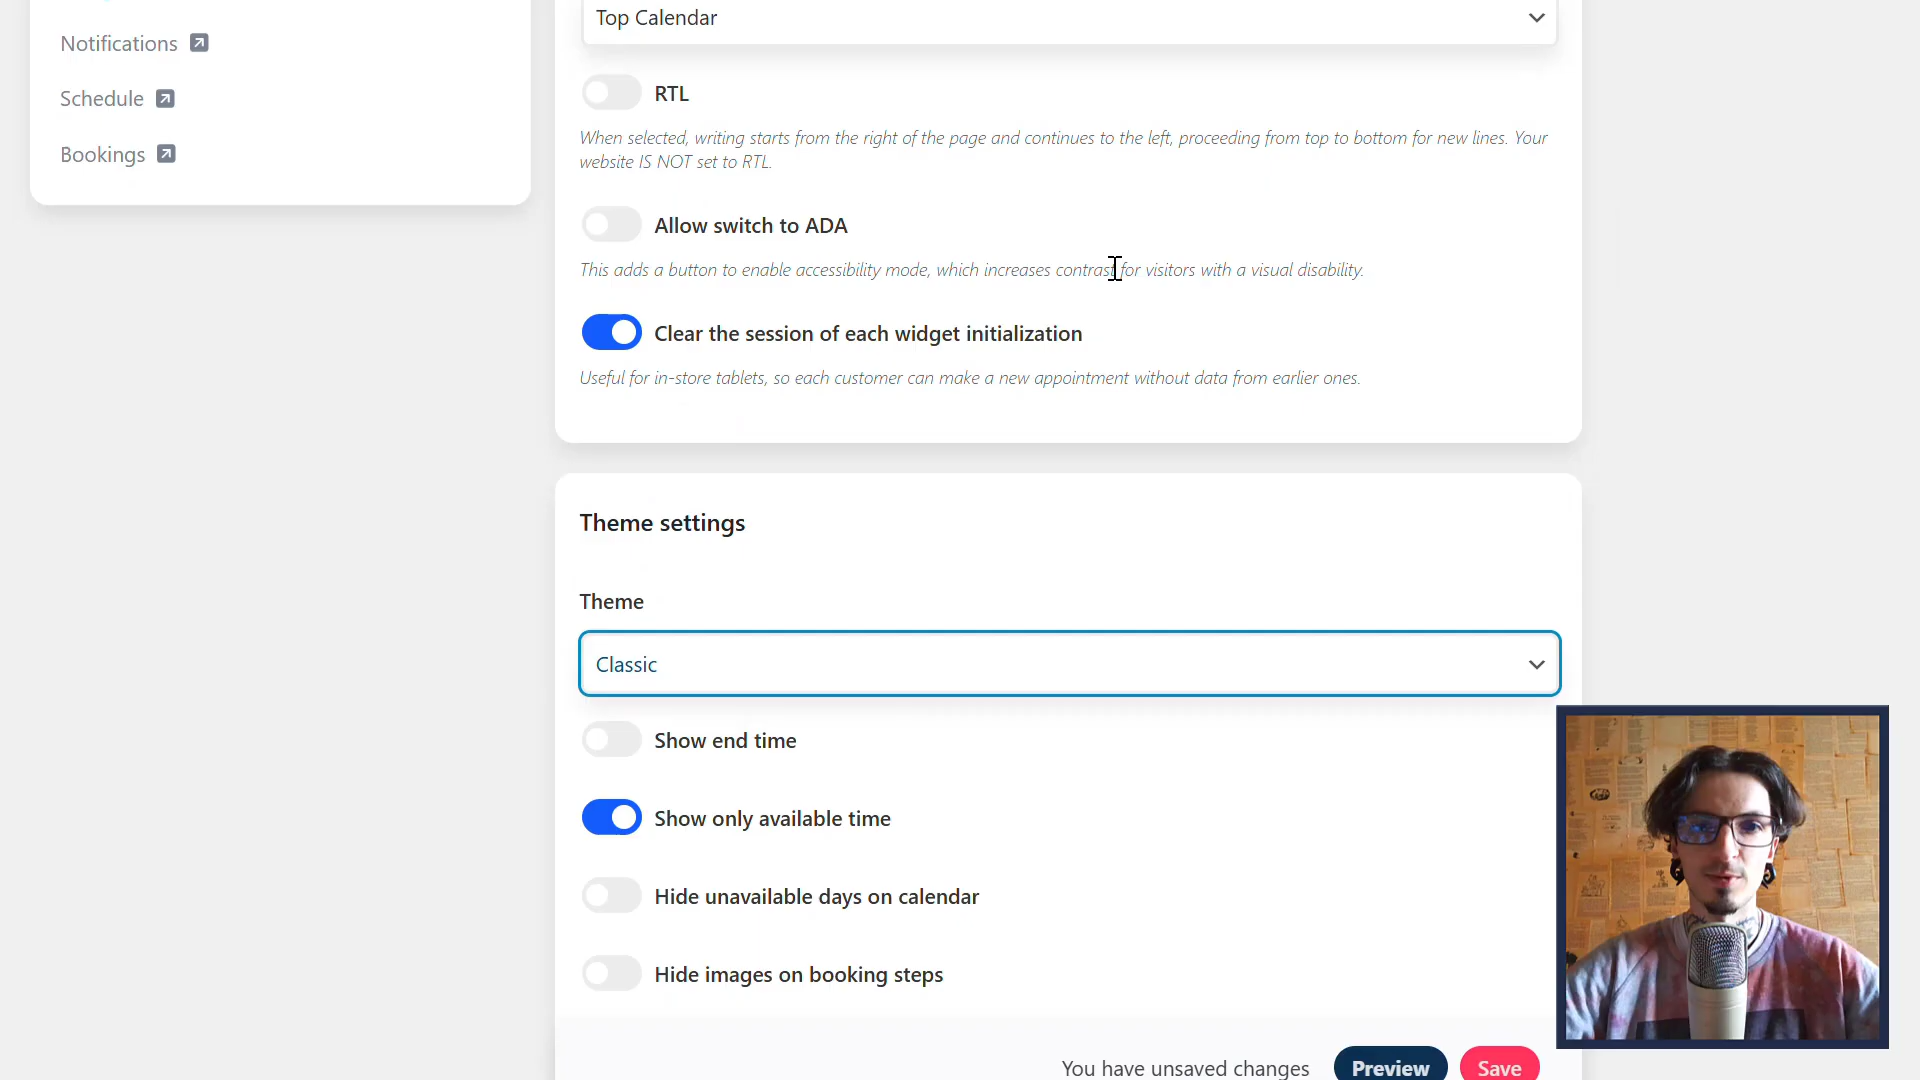 Notifications
Schedule
Bookings
Top Calendar
RTL
When selected, writing starts from the right of the page and continues to the left, proceeding from top to bottom for new lines. Your
website IS NOT set to RTL.
Allow switch to ADA
This adds a button to enable accessibility mode, which increases contrast for visitors with a visual disability.
Clear the session of each widget initialization
Useful for in-store tablets, so each customer can make a new appointment without data from earlier ones.
Theme settings
Theme
Classic
Show end time
Show only available time
Hide unavailable days on calendar
Hide images on booking steps
You have unsaved changes
Preview
Save